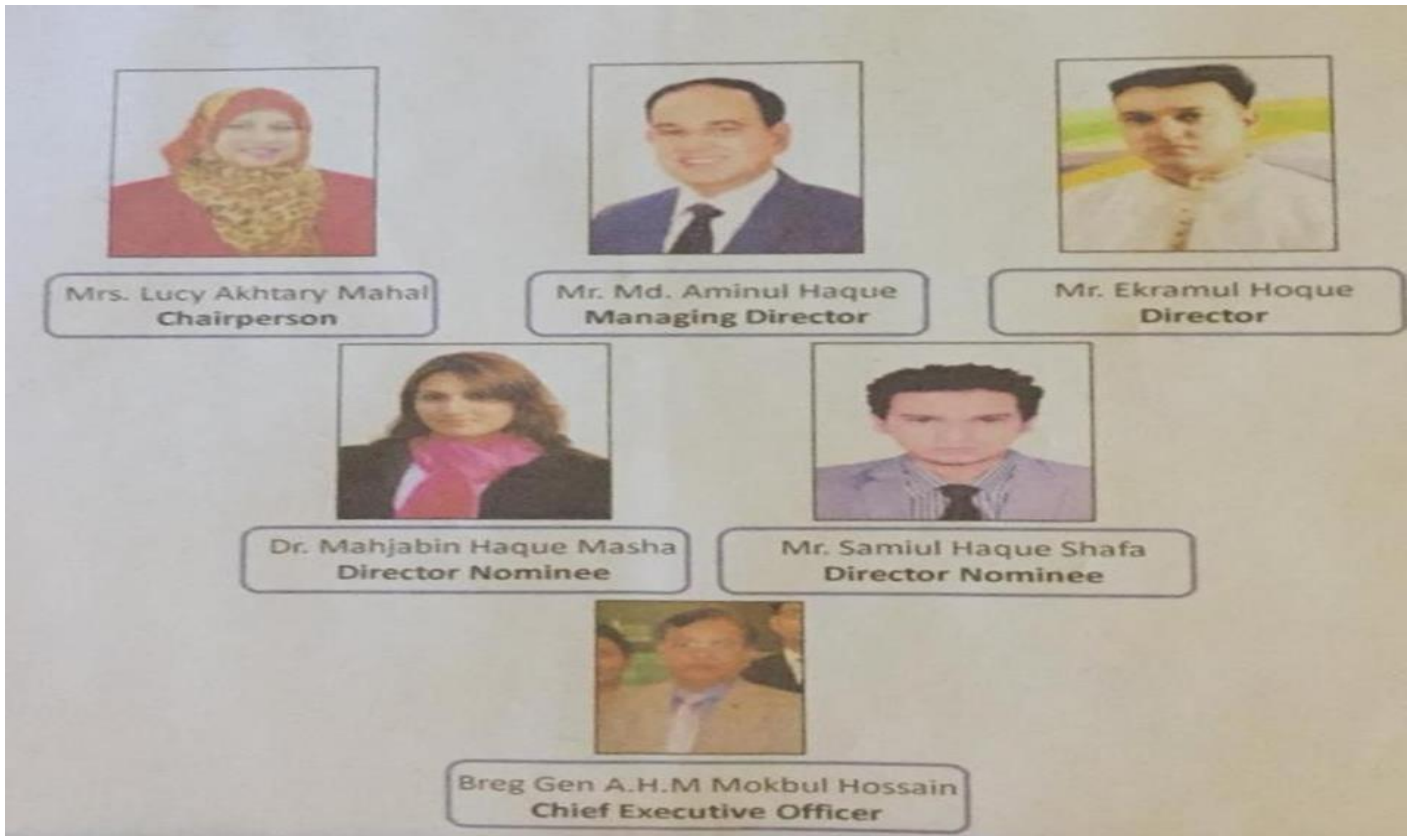 Mrs. Lucy Akhtary Mahal
Chairperson
Mr. Md. Aminul Haque
Managing Director
Mr. Ekramul Hoque
Director
Dr. Mahjabin Haque Masha
Director Nominee
Mr. Samiul Haque Shafa
Director Nominee
Breg Gen A.H.M Mokbul Hossain
Chief Executive Officer